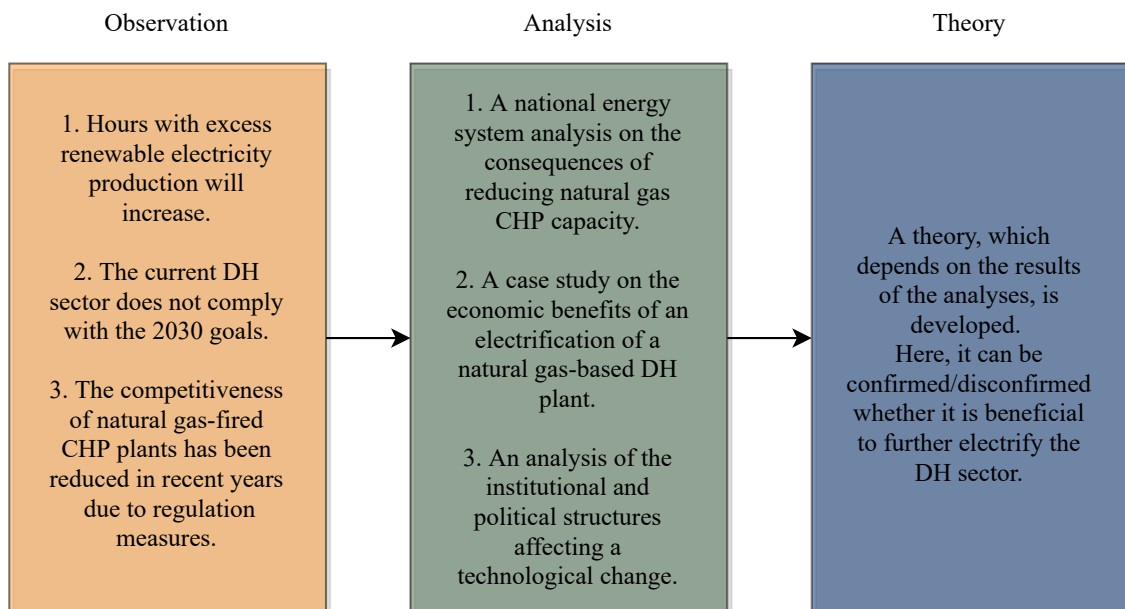 Observation
Analysis
Theory
1. Hours with excess
renewable electricity
production will
increase.
2. The current DH
sector does not comply
with the 2030 goals.
3. The competitiveness
of natural gas-fired
CHP plants has been
reduced in recent years
due to regulation
measures.
1. A national energy
system analysis on the
consequences of
reducing natural gas
CHP capacity.
2. A case study on the
economic benefits of an
electrification of a
natural gas-based DH
plant.
3. An analysis of the
institutional and
political structures
affecting a
technological change.
A theory, which
depends on the results
of the analyses, is
developed.
Here, it can be
confirmed/disconfirmed
whether it is beneficial
to further electrify the
DH sector.